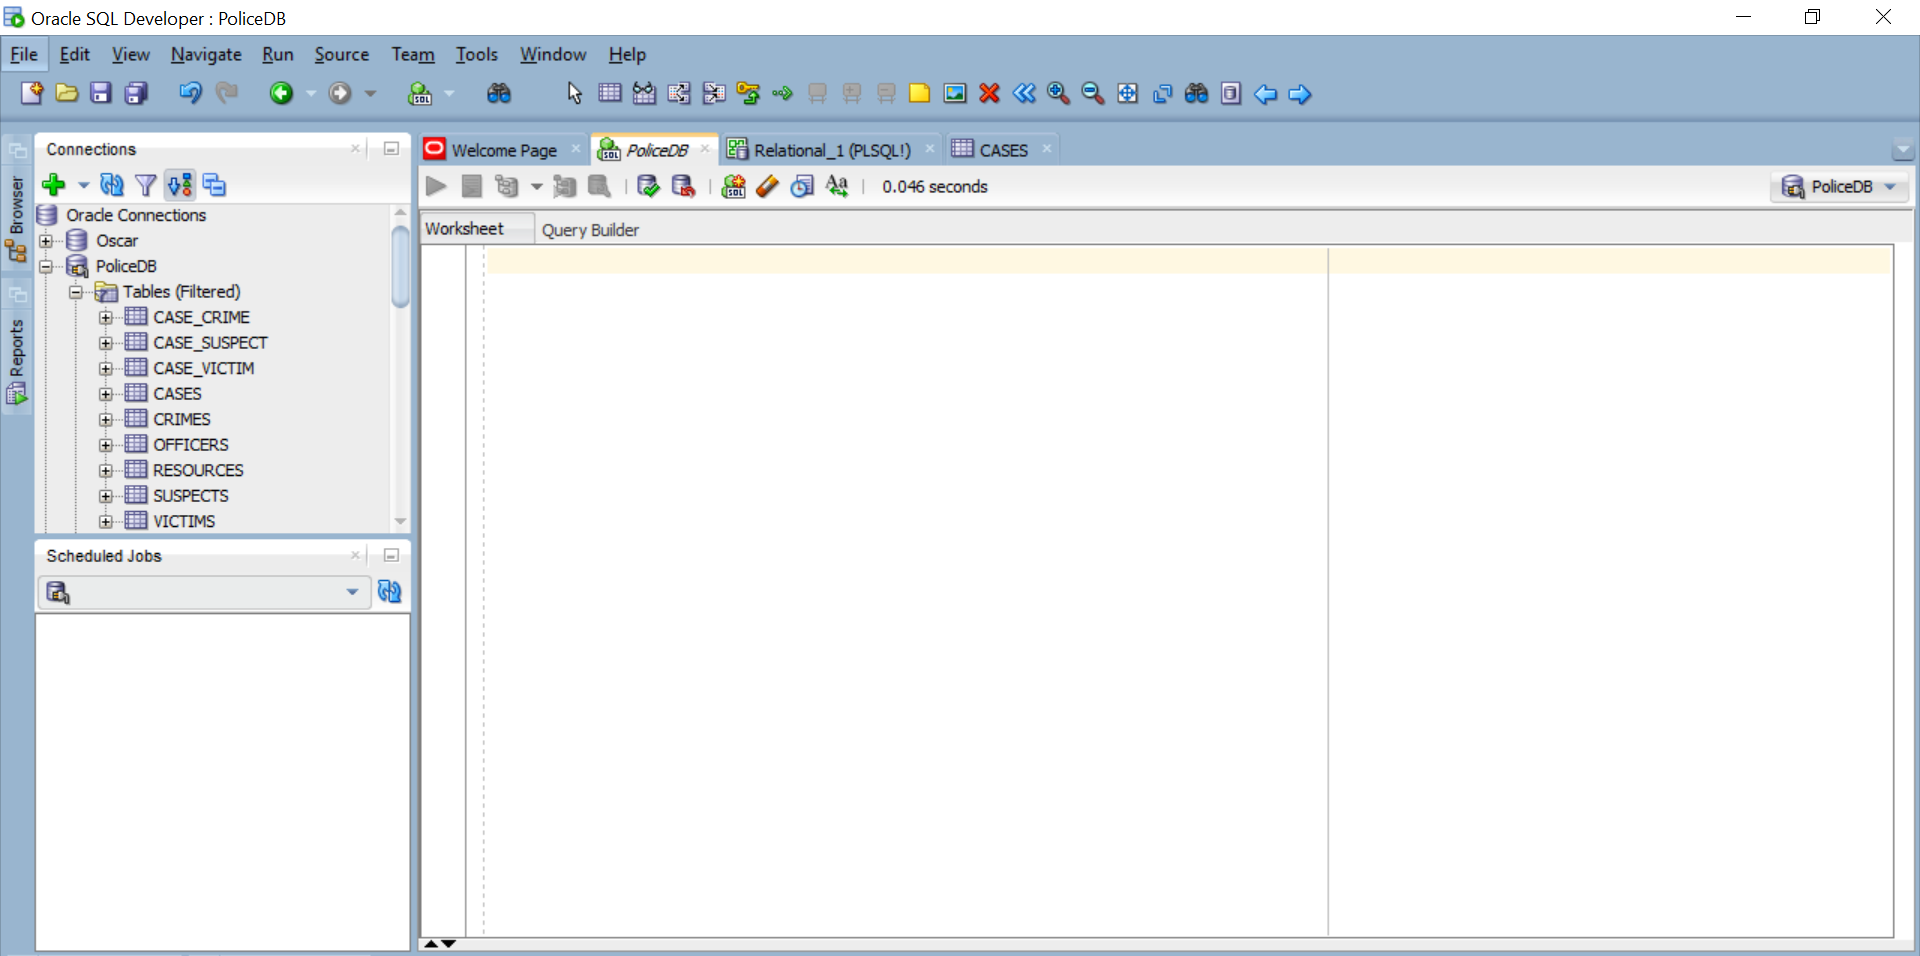 Oracle SQL Developer : PoliceDB
File Edit View Navigate Run Source Team Tools Window Help
Connections
Welcome Page
PoliceDB
Relational_1 (PLSQL!)
CASES
0.046 seconds
PoliceDB
Browser
Reports
Oracle Connections
Oscar
PoliceDB
Tables (Filtered)
CASE_CRIME
CASE_SUSPECT
CASE_VICTIM
CASES
CRIMES
OFFICERS
RESOURCES
SUSPECTS
VICTIMS
Worksheet
Query Builder
Scheduled Jobs